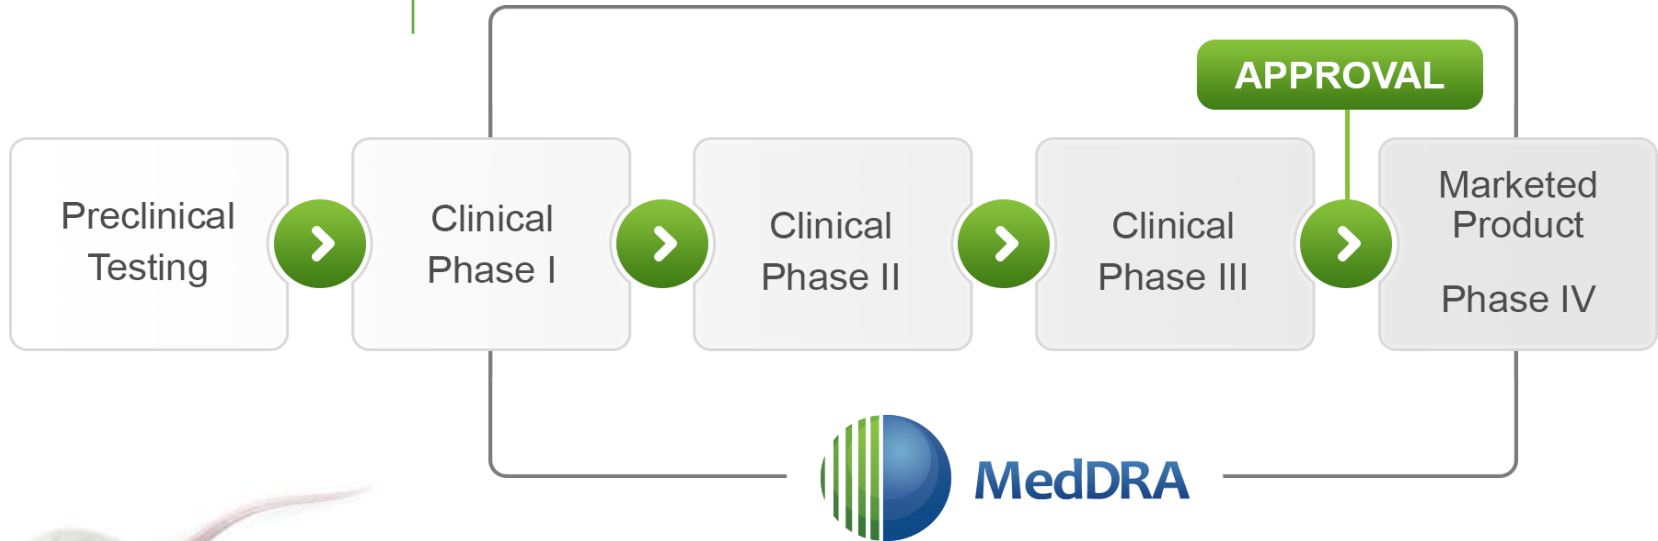 APPROVAL
Preclinical
Testing
Clinical
Phase I
Clinical
Phase II
Clinical
Phase III
Marketed
Product
Phase IV
MedDRA